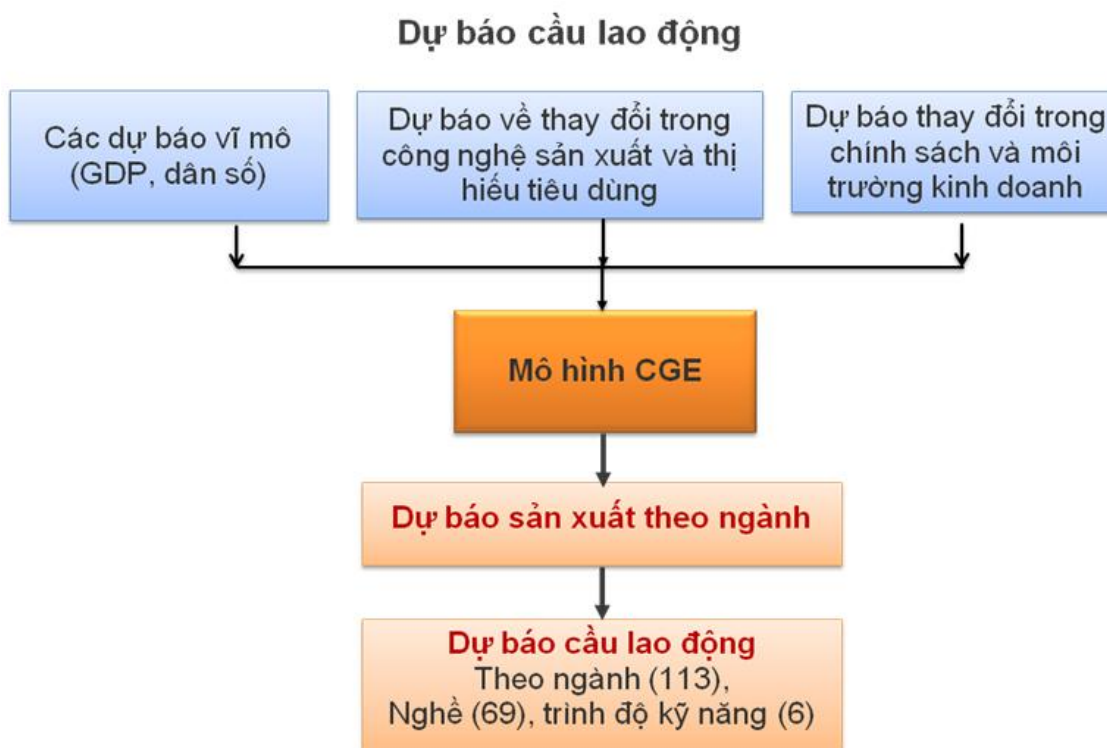 Dự báo cầu lao động
Các dự báo vĩ mô
(GDP, dân số)
Dự báo về thay đổi trong
công nghệ sản xuất và thị
hiếu tiêu dùng
Dự báo thay đổi trong
chính sách và môi
trường kinh doanh
Mô hình CGE
Dự báo sản xuất theo ngành
Dự báo cầu lao động
Theo ngành (113),
Nghề (69), trình độ kỹ năng (6)